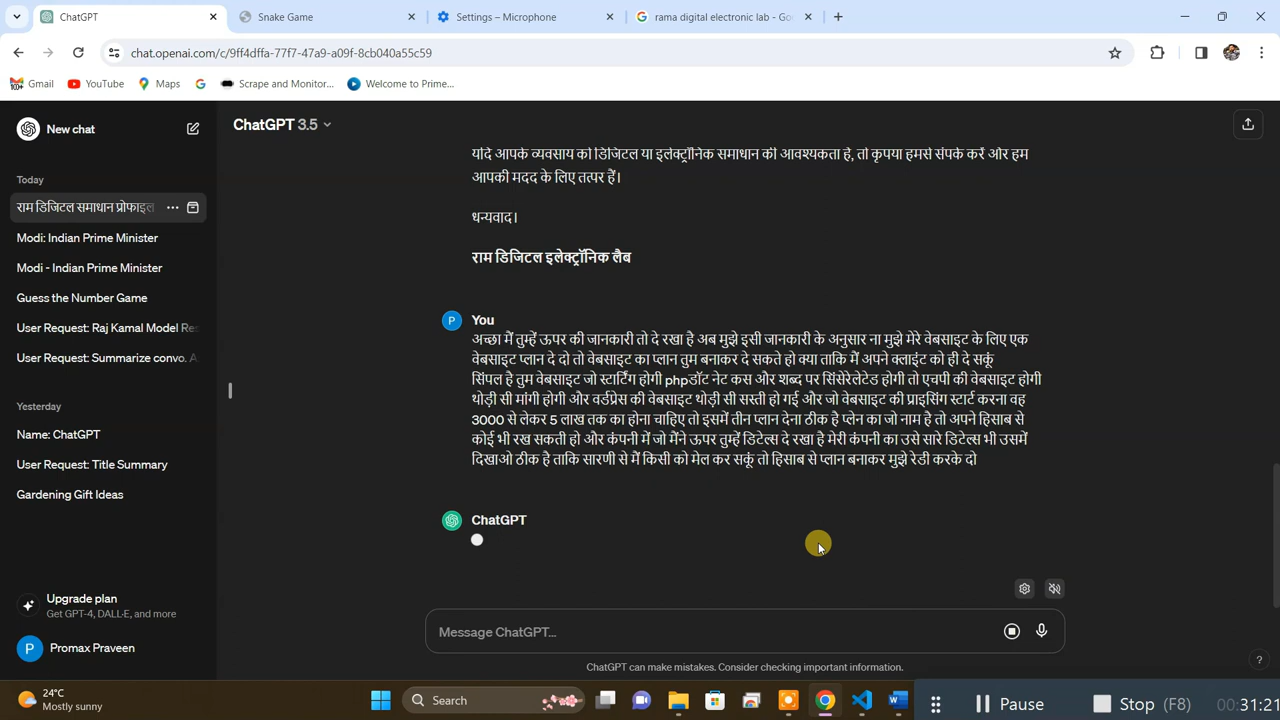 ChatGPT
Snake Game
Settings – Microphone
rama digital electronic lab - Go
chat.openai.com/c/9ff4dffa-77f7-47a9-a09f-8cb040a55c59
Gmail
YouTube
Maps
Scrape and Monitor...
Welcome to Prime...
New chat
ChatGPT 3.5
Today
राम डिजिटल समाधान प्रोफाइल
Modi: Indian Prime Minister
Modi - Indian Prime Minister
Guess the Number Game
User Request: Raj Kamal Model Re
User Request: Summarize convo. A
Yesterday
Name: ChatGPT
User Request: Title Summary
Gardening Gift Ideas
Upgrade plan
Get GPT-4, DALL·E, and more
P
Promax Praveen
यदि आपके व्यवसाय को डिजिटल या इलेक्ट्रॉनिक समाधान की आवश्यकता है, तो कृपया हमसे संपर्क करें और हम
आपकी मदद के लिए तत्पर हैं।
धन्यवाद।
राम डिजिटल इलेक्ट्रॉनिक लैब
P
You
अच्छा मैं तुम्हें ऊपर की जानकारी तो दे रखा है अब मुझे इसी जानकारी के अनुसार ना मुझे मेरे वेबसाइट के लिए एक
वेबसाइट प्लान दे दो तो वेबसाइट का प्लान तुम बनाकर दे सकते हो क्या ताकि मैं अपने क्लाइंट को ही दे सकूं
सिंपल है तुम वेबसाइट जो स्टार्टिंग होगी phpडॉट नेट कस और शब्द पर सिंसेरेलेटेड होगी तो एचपी की वेबसाइट होगी
थोड़ी सी मांगी होगी और वर्डप्रेस की वेबसाइट थोड़ी सी सस्ती हो गई और जो वेबसाइट की प्राइसिंग स्टार्ट करना वह
3000 से लेकर 5 लाख तक का होना चाहिए तो इसमें तीन प्लान देना ठीक है प्लेन का जो नाम है तो अपने हिसाब से
कोई भी रख सकती हो और कंपनी में जो मैंने ऊपर तुम्हें डिटेल्स दे रखा है मेरी कंपनी का उसे सारे डिटेल्स भी उसमें
दिखाओ ठीक है ताकि सारणी से मैं किसी को मेल कर सकूं तो हिसाब से प्लान बनाकर मुझे रेडी करके दो
ChatGPT
Message ChatGPT...
ChatGPT can make mistakes. Consider checking important information.
?
24°C
Mostly sunny
Search
Pause
Stop (F8)
00:31:21